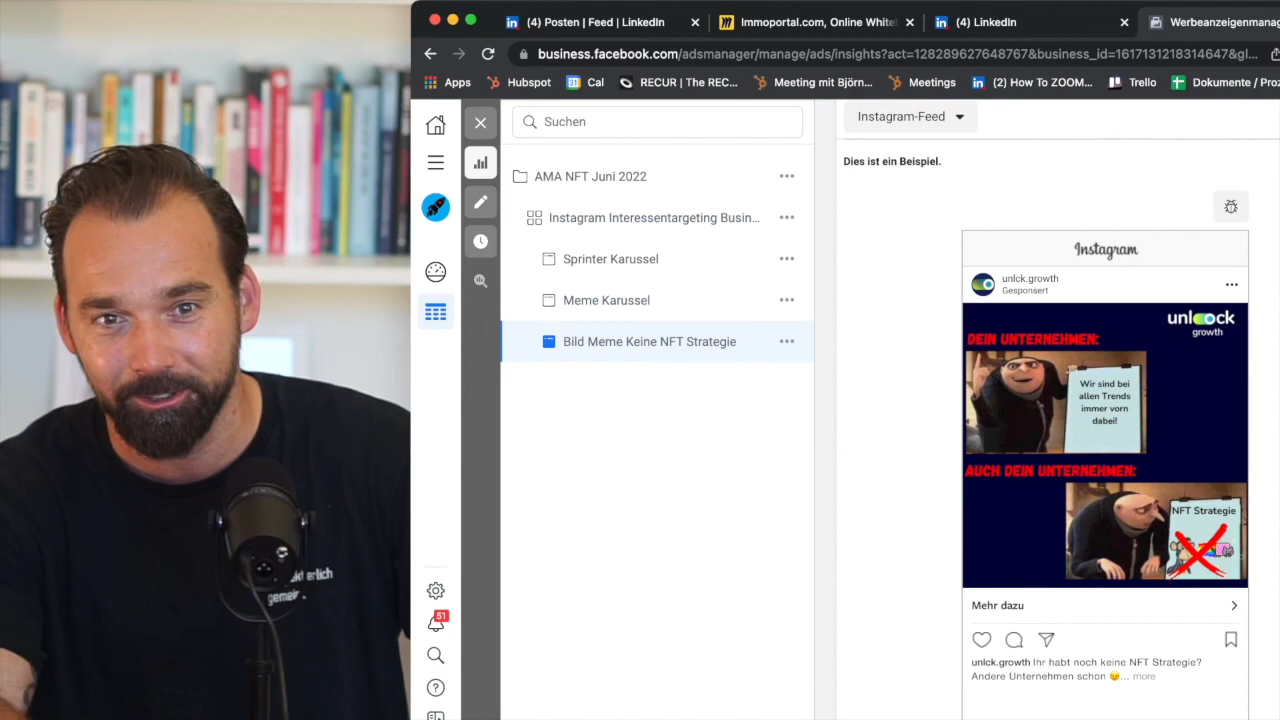 (4) Posten | Feed | LinkedIn
Immoportal.com, Online White
(4) LinkedIn
Werbeanzeigenmana
business.facebook.com/adsmanager/manage/ads/insights?act=128289627648767&business_id=1617131218314647&gl...
Apps
Hubspot
Cal
RECUR | The REC...
Meeting mit Björn...
Meetings
(2) How To ZOOM...
Trello
Dokumente / Proz
Suchen
AMA NFT Juni 2022
Instagram Interessentargeting Busin...
Sprinter Karussel
Meme Karussel
Bild Meme Keine NFT Strategie
51
Instagram-Feed
Dies ist ein Beispiel.
Instagram
unlck.growth
Gesponsert
unlock
growth
DEIN UNTERNEHMEN:
Wir sind bei
allen Trends
immer vorn
dabei!
AUCH DEIN UNTERNEHMEN:
NFT Strategie
Mehr dazu
unlck.growth Ihr habt noch keine NFT Strategie?
Andere Unternehmen schon 😉... more